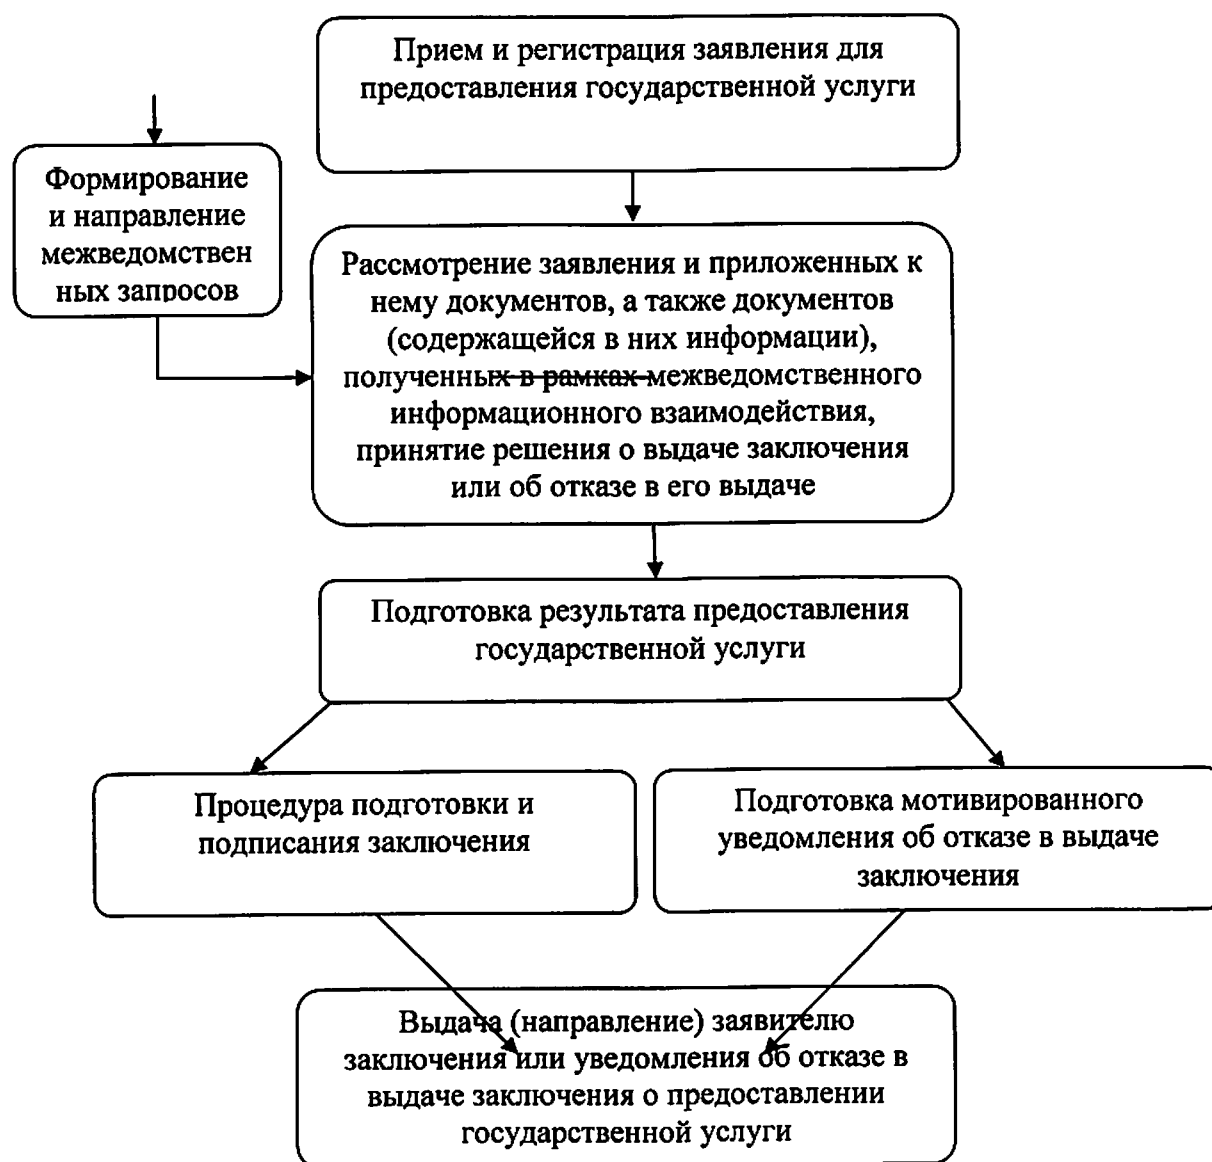 Прием и регистрация заявления для
предоставления государственной услуги
Формирование
и направление
межведомствен
ных запросов
Рассмотрение заявления и приложенных к
нему документов, а также документов
(содержащейся в них информации),
полученных в рамках межведомственного
информационного взаимодействия,
принятие решения о выдаче заключения
или об отказе в его выдаче
Подготовка результата предоставления
государственной услуги
Процедура подготовки и
подписания заключения
Подготовка мотивированного
уведомления об отказе в выдаче
заключения
Выдача (направление) заявителю
заключения или уведомления об отказе в
выдаче заключения о предоставлении
государственной услуги